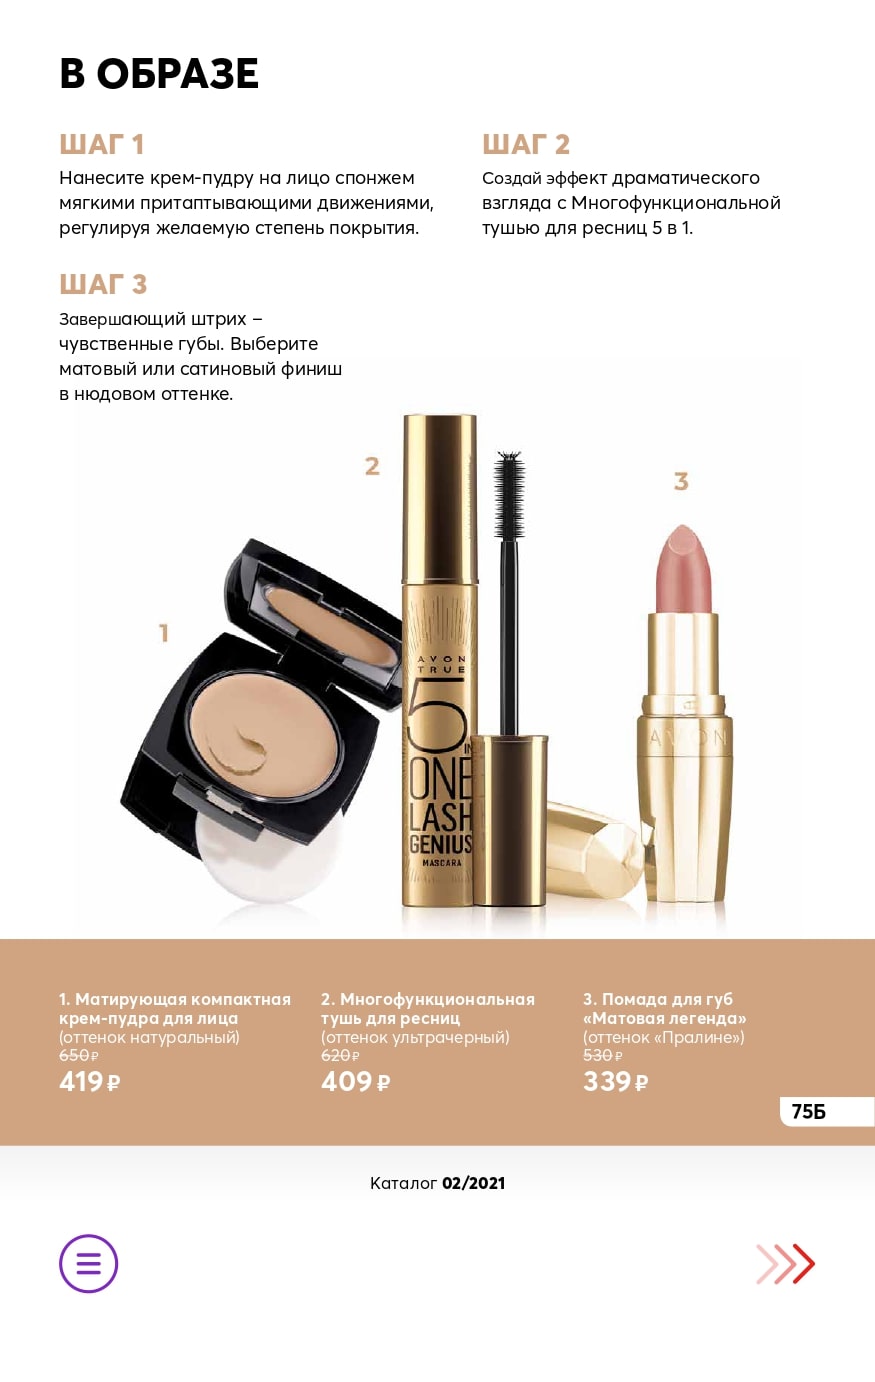 В ОБРАЗЕ
ШАГ 1
Нанесите крем-пудру на лицо спонжем
мягкими притаптывающими движениями,
регулируя желаемую степень покрытия.
ШАГ 2
Создай эффект драматического
взгляда с Многофункциональной
тушью для ресниц 5 в 1.
ШАГ 3
Завершающий штрих –
чувственные губы. Выберите
матовый или сатиновый финиш
в нюдовом оттенке.
1
2
3
AVON
TRUE
5
IN
ONE
LASH
GENIUS
MASCARA
AVON
1. Матирующая компактная
крем-пудра для лица
(оттенок натуральный)
650 ₽
419 ₽
2. Многофункциональная
тушь для ресниц
(оттенок ультрачерный)
620 ₽
409 ₽
3. Помада для губ
«Матовая легенда»
(оттенок «Пралине»)
530 ₽
339 ₽
75Б
Каталог 02/2021